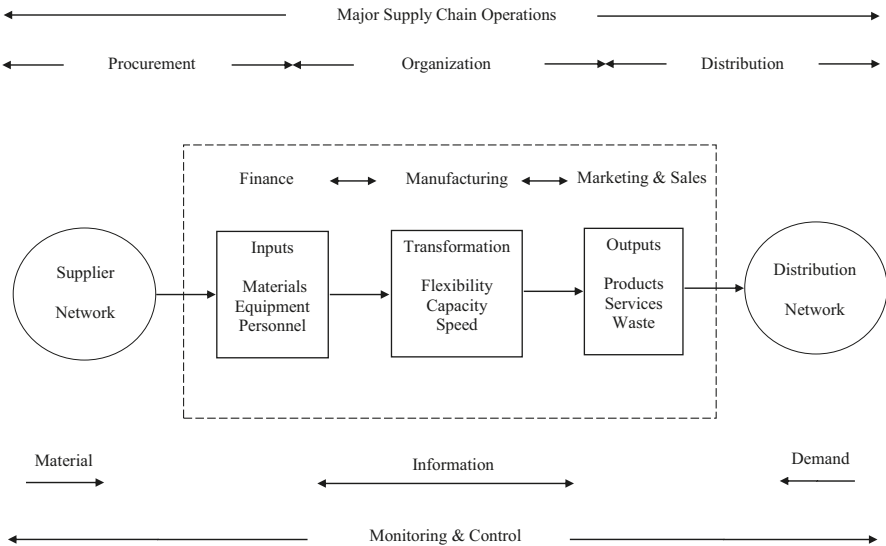 Major Supply Chain Operations
Procurement
Organization
Distribution
Finance
Manufacturing
Marketing & Sales
Supplier
Network
Inputs
Materials
Equipment
Personnel
Transformation
Flexibility
Capacity
Speed
Outputs
Products
Services
Waste
Distribution
Network
Material
Information
Demand
Monitoring & Control